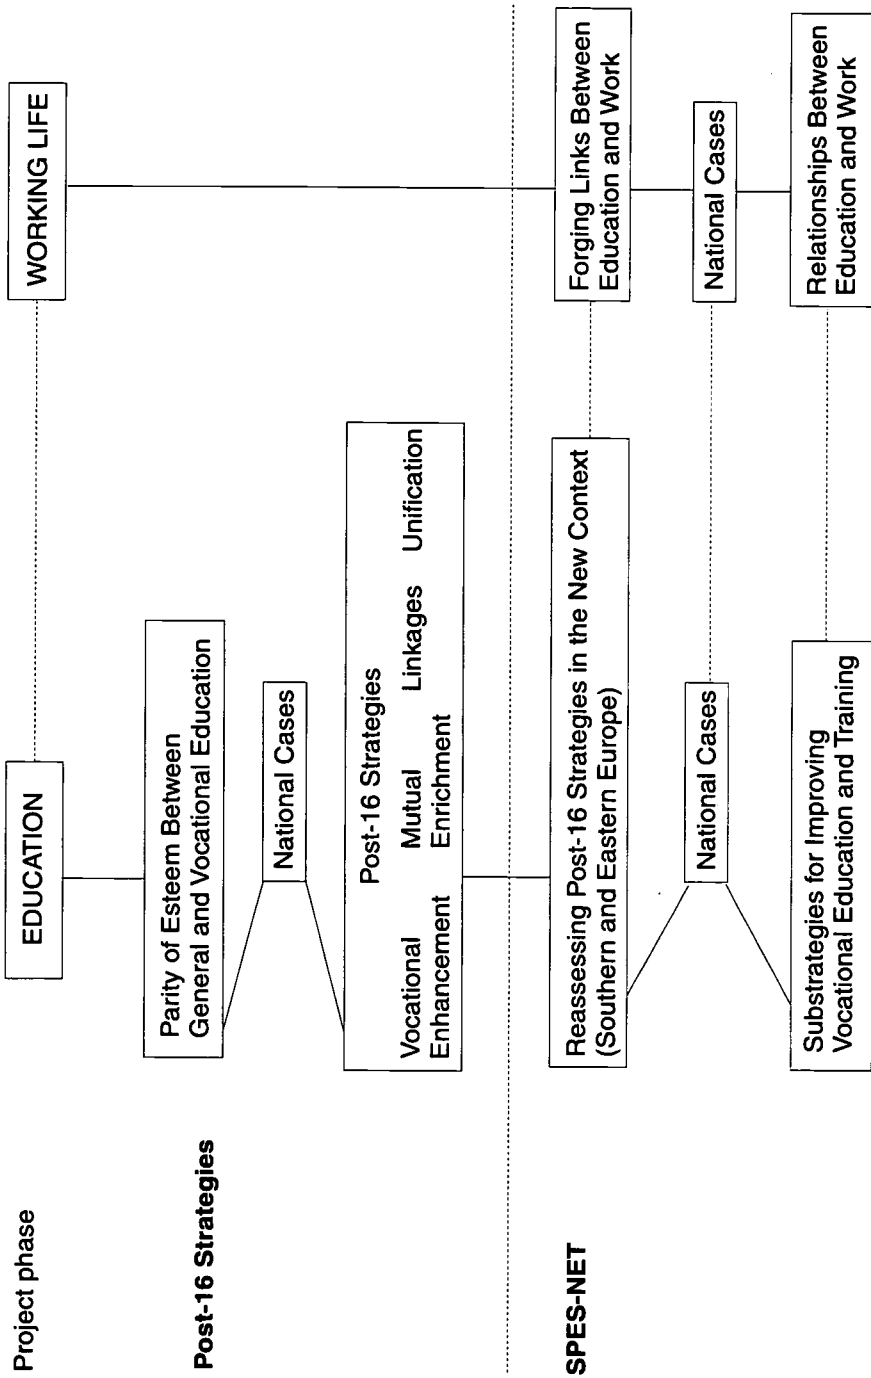 Project phase
EDUCATION
WORKING LIFE
Post-16 Strategies
Parity of Esteem Between
General and Vocational Education
National Cases
Post-16 Strategies
Vocational Mutual Linkages Unification
Enhancement Enrichment
SPES-NET
Reassessing Post-16 Strategies in the New Context
(Southern and Eastern Europe)
Forging Links Between
Education and Work
National Cases
National Cases
Substrategies for Improving
Vocational Education and Training
Relationships Between
Education and Work